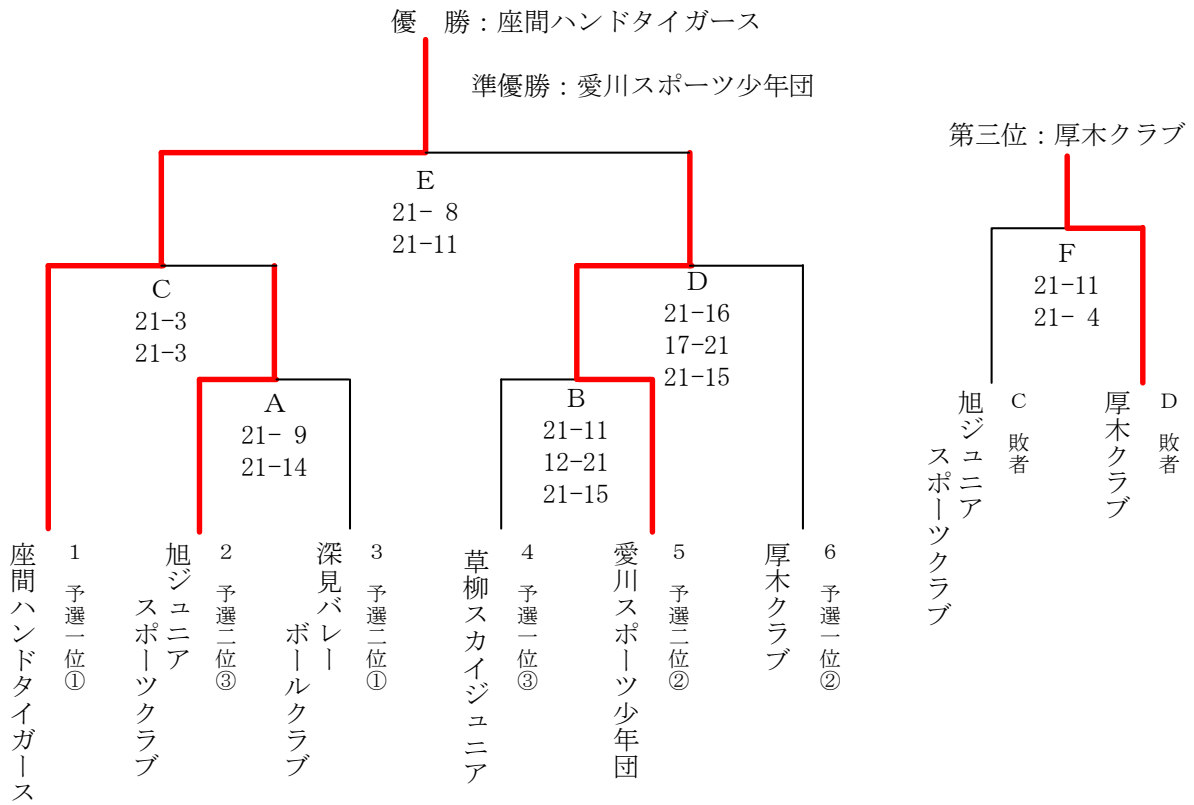 優　勝：座間ハンドタイガース
準優勝：愛川スポーツ少年団
第三位：厚木クラブ
E
21- 8
21-11
C
21-3
21-3
D
21-16
17-21
21-15
A
21- 9
21-14
B
21-11
12-21
21-15
F
21-11
21- 4
1 予選一位①
座間ハンドタイガース
2 予選二位③
旭ジュニア
スポーツクラブ
3 予選二位①
深見バレー
ボールクラブ
4 予選一位③
草柳スカイジュニア
5 予選二位②
愛川スポーツ少年団
6 予選一位②
厚木クラブ
C 敗者
旭ジュニア
スポーツクラブ
D 敗者
厚木クラブ